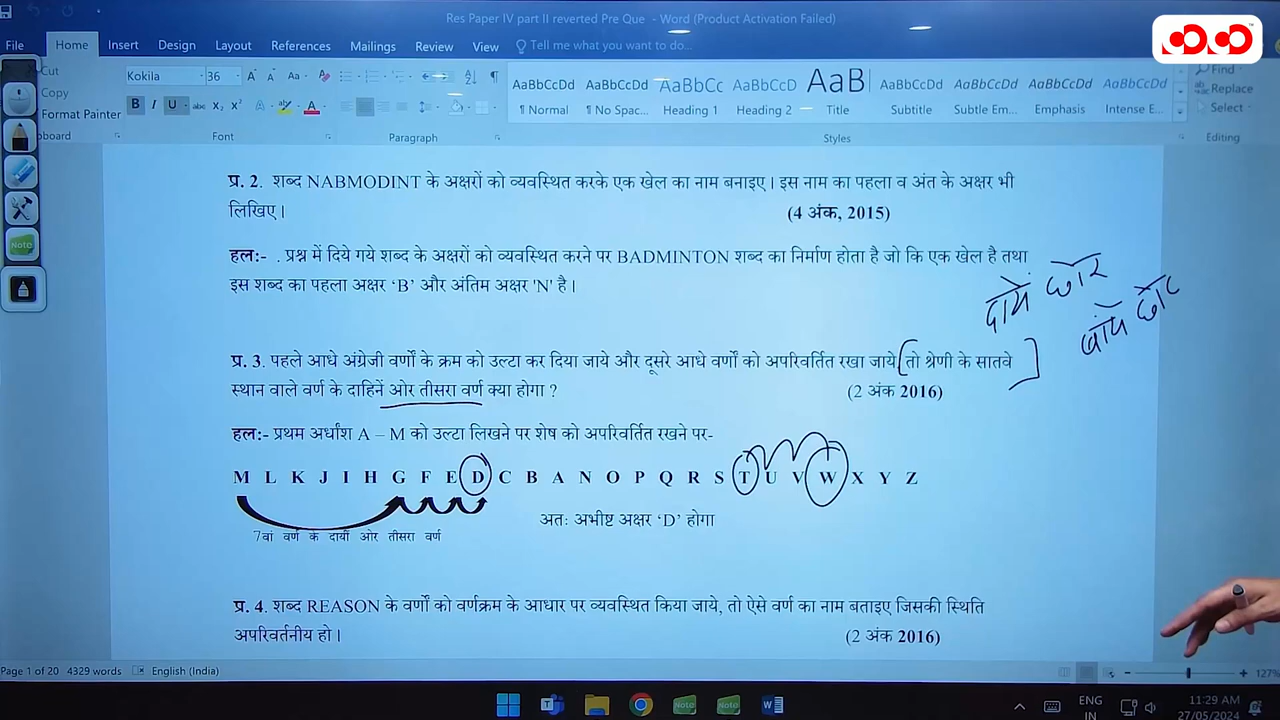 Res Paper IV part II reverted Pre Que - Word (Product Activation Failed)
File Home Insert Design Layout References Mailings Review View Tell me what you want to do...
Cut
Copy
Format Painter
Kokila 36
AaBbCcDd AaBbCcDd AaBbCc AaBbCcD AaB AaBbCcDd AaBbCcDd AaBbCcDd AaBbCcDd
¶ Normal ¶ No Spac... Heading 1 Heading 2 Title Subtitle Subtle Em... Emphasis Intense E...
Find
Replace
Select
pboard Font Paragraph Styles Editing
Note
प्र. 2. शब्द NABMODINT के अक्षरों को व्यवस्थित करके एक खेल का नाम बनाइए। इस नाम का पहला व अंत के अक्षर भी
लिखिए। (4 अंक, 2015)
हल:- . प्रश्न में दिये गये शब्द के अक्षरों को व्यवस्थित करने पर BADMINTON शब्द का निर्माण होता है जो कि एक खेल है तथा
इस शब्द का पहला अक्षर ‘B’ और अंतिम अक्षर 'N' है।
दायें छोर
बांये छोर
प्र. 3. पहले आधे अंग्रेजी वर्णों के क्रम को उल्टा कर दिया जाये और दूसरे आधे वर्णों को अपरिवर्तित रखा जाये, तो श्रेणी के सातवे
स्थान वाले वर्ण के दाहिनें ओर तीसरा वर्ण क्या होगा ? (2 अंक 2016)
हल:- प्रथम अर्धांश A – M को उल्टा लिखने पर शेष को अपरिवर्तित रखने पर-
M L K J I H G F E D C B A N O P Q R S T U V W X Y Z
7वां वर्ण के दायीं ओर तीसरा वर्ण
अतः अभीष्ट अक्षर ‘D’ होगा
प्र. 4. शब्द REASON के वर्णों को वर्णक्रम के आधार पर व्यवस्थित किया जाये, तो ऐसे वर्ण का नाम बताइए जिसकी स्थिति
अपरिवर्तनीय हो। (2 अंक 2016)
Page 1 of 20 4329 words English (India) 127%
ENG
IN
11:29 AM
27/05/2024